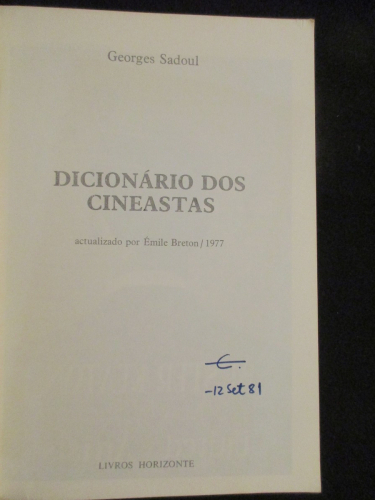 Georges Sadoul
DICIONÁRIO DOS
CINEASTAS
actualizado por Émile Breton/1977
-12 Set 81
LIVROS HORIZONTE